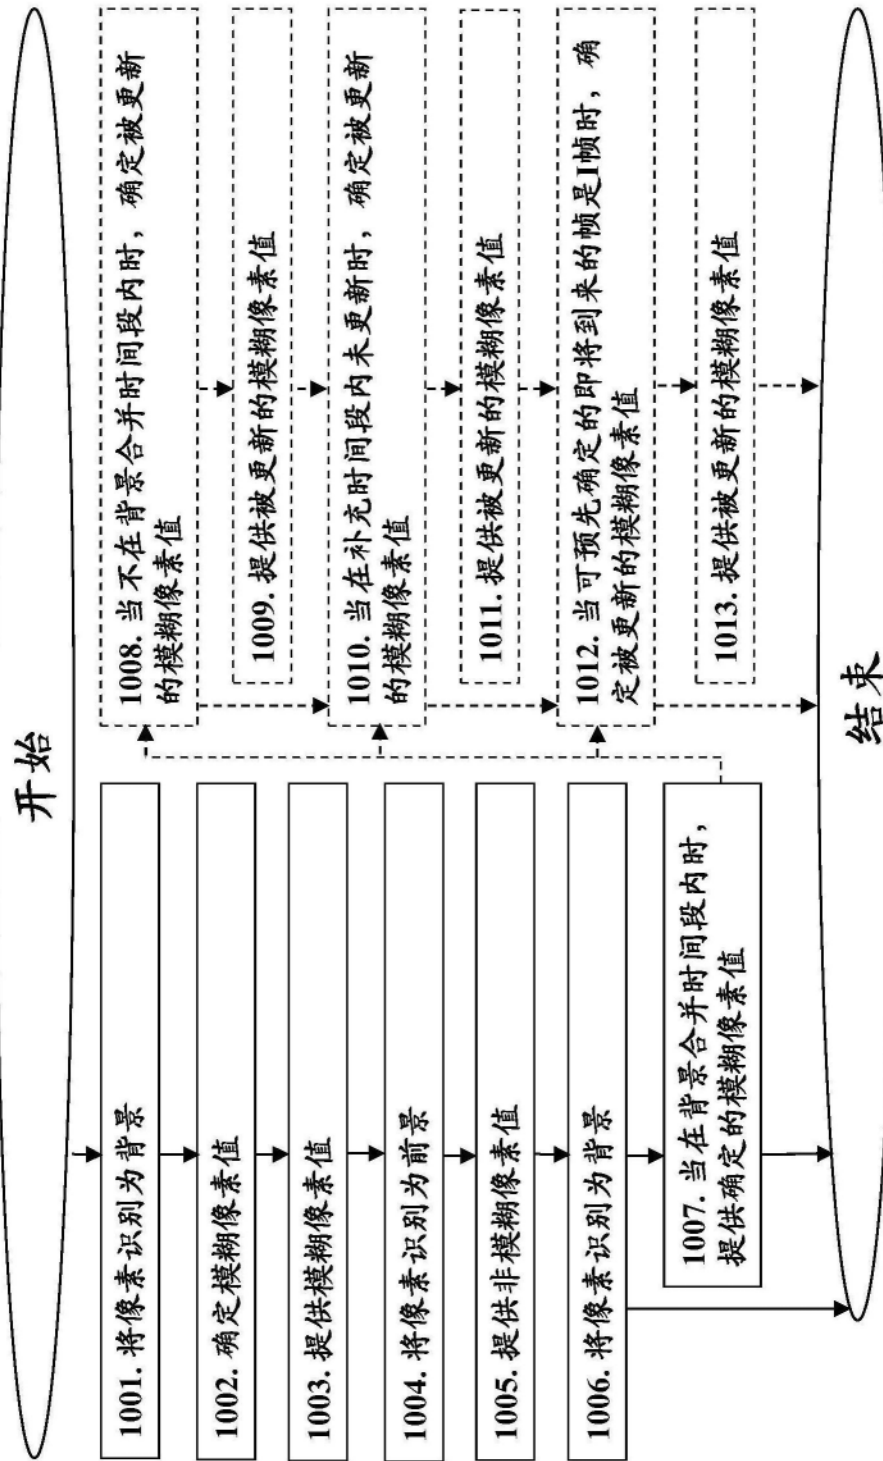 开始
1001. 将像素识别为背景
1002. 确定模糊像素值
1003. 提供模糊像素值
1004. 将像素识别为前景
1005. 提供非模糊像素值
1006. 将像素识别为背景
1007. 当在背景合并时间段内时，
提供确定的模糊像素值
1008. 当不在背景合并时间段内时，确定被更新
的模糊像素值
1009. 提供被更新的模糊像素值
1010. 当在补充时间段内未更新时，确定被更新
的模糊像素值
1011. 提供被更新的模糊像素值
1012. 当可预先确定的即将到来的帧是I帧时，确
定被更新的模糊像素值
1013. 提供被更新的模糊像素值
结束